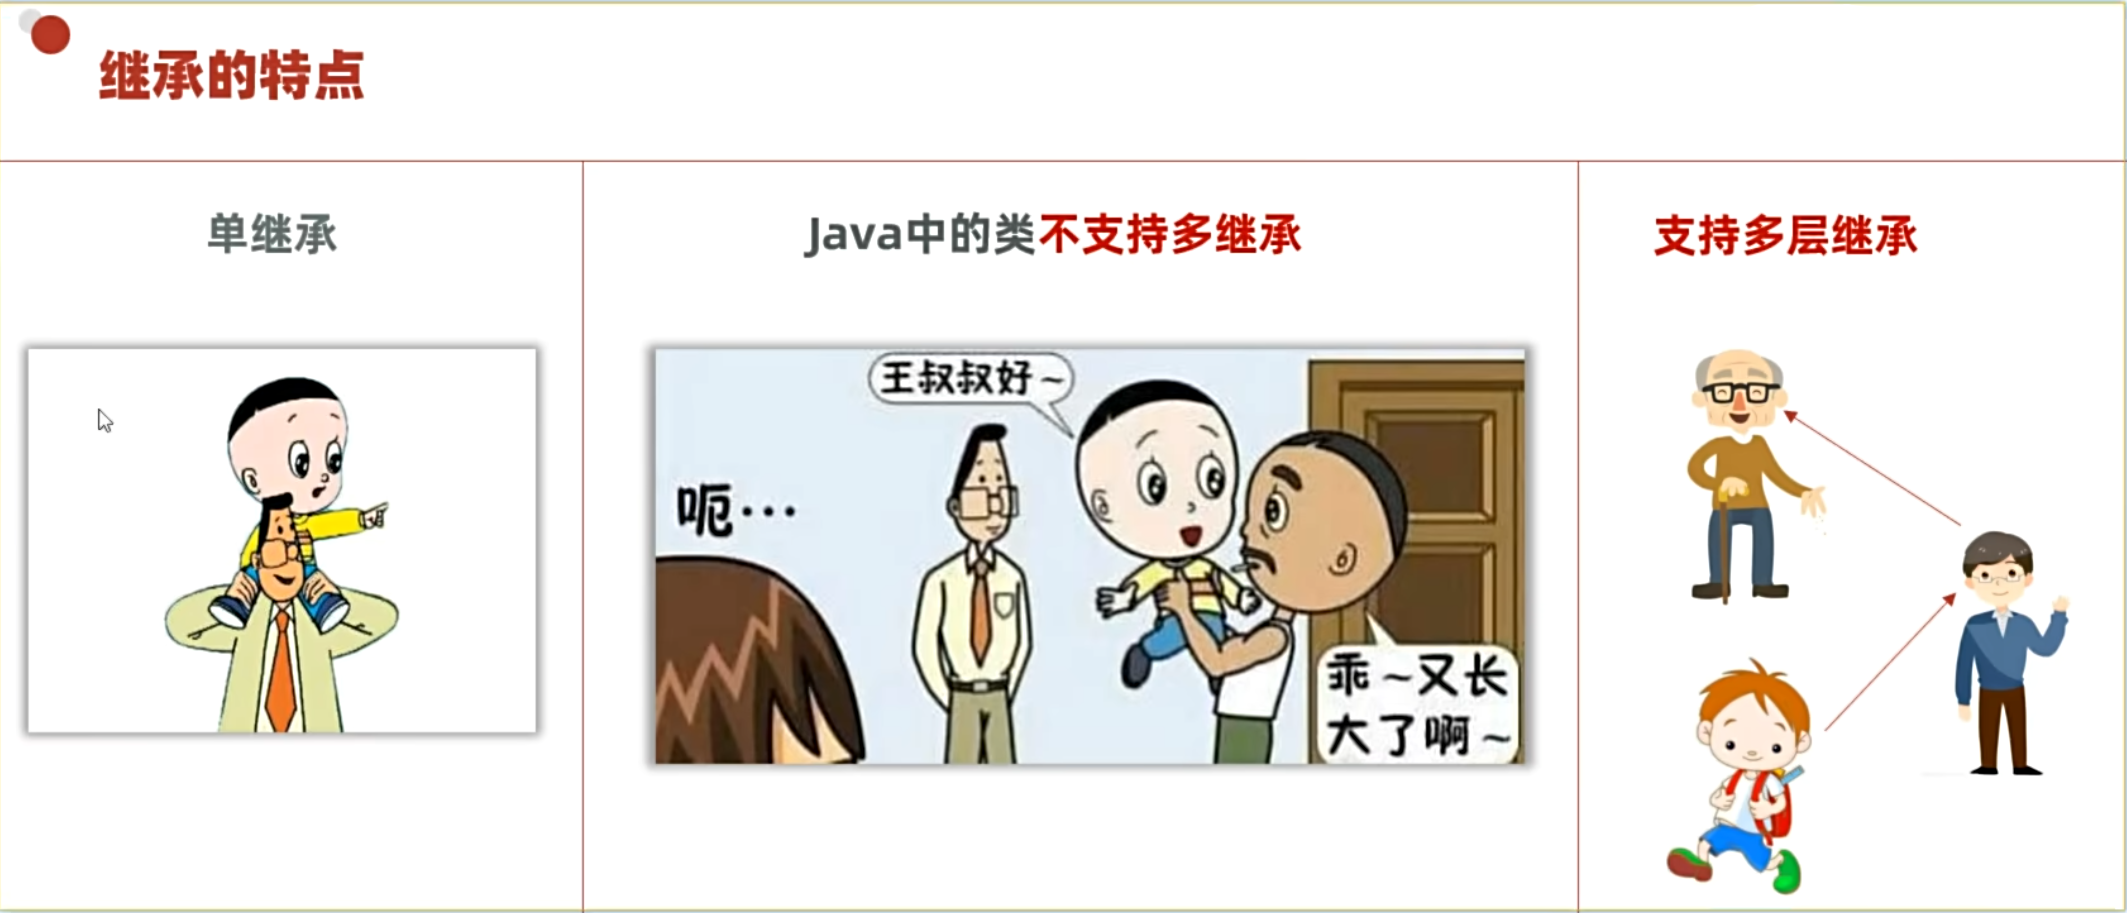 继承的特点
单继承
Java中的类不支持多继承
王叔叔好~
呃…
乖~又长
大了啊~
支持多层继承